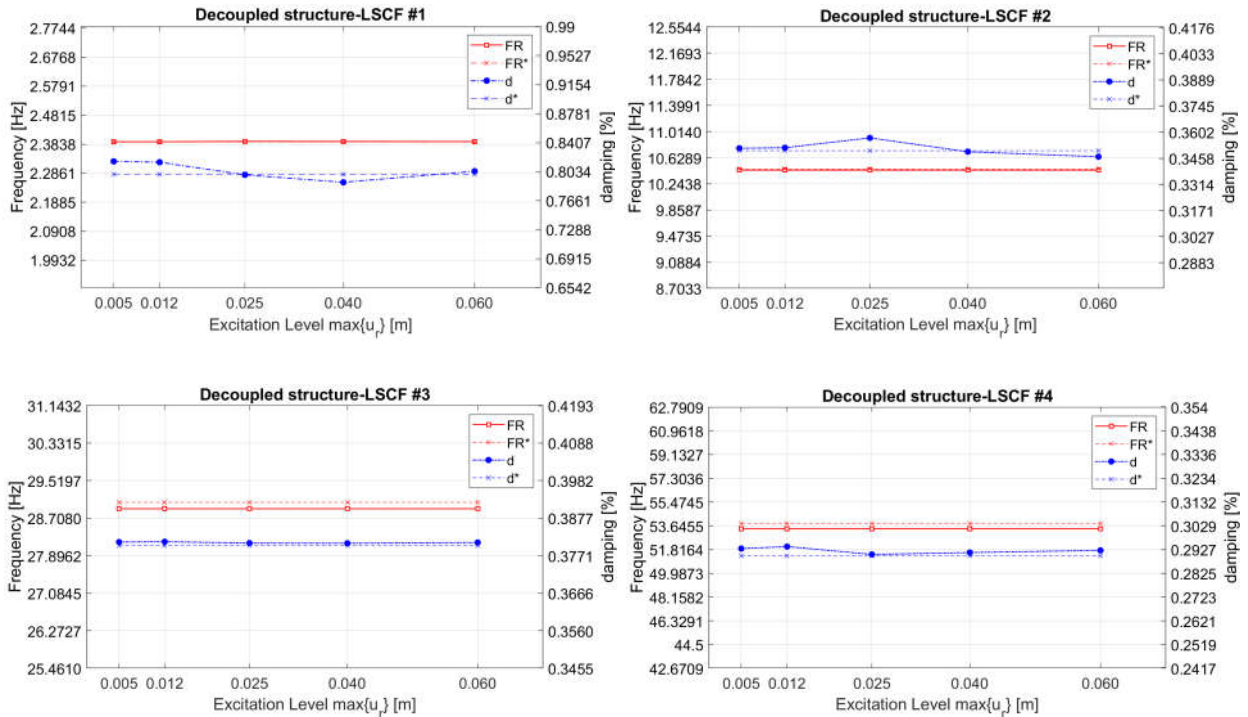 Decoupled structure-LSCF #1
2.7744
2.6768
2.5791
2.4815
2.3838
2.2861
2.1885
2.0908
1.9932
Frequency [Hz]
0.99
0.9527
0.9154
0.8781
0.8407
0.8034
0.7661
0.7288
0.6915
0.6542
damping [%]
FR
FR*
d
d*
0.005 0.012 0.025 0.040 0.060
Excitation Level max{u_r} [m]
Decoupled structure-LSCF #2
12.5544
12.1693
11.7842
11.3991
11.0140
10.6289
10.2438
9.8587
9.4735
9.0884
8.7033
Frequency [Hz]
0.4176
0.4033
0.3889
0.3745
0.3602
0.3458
0.3314
0.3171
0.3027
0.2883
damping [%]
FR
FR*
d
d*
0.005 0.012 0.025 0.040 0.060
Excitation Level max{u_r} [m]
Decoupled structure-LSCF #3
31.1432
30.3315
29.5197
28.7080
27.8962
27.0845
26.2727
25.4610
Frequency [Hz]
0.4193
0.4088
0.3982
0.3877
0.3771
0.3666
0.3560
0.3455
damping [%]
FR
FR*
d
d*
0.005 0.012 0.025 0.040 0.060
Excitation Level max{u_r} [m]
Decoupled structure-LSCF #4
62.7909
60.9618
59.1327
57.3036
55.4745
53.6455
51.8164
49.9873
48.1582
46.3291
44.5
42.6709
Frequency [Hz]
0.354
0.3438
0.3336
0.3234
0.3132
0.3029
0.2927
0.2825
0.2723
0.2621
0.2519
0.2417
damping [%]
FR
FR*
d
d*
0.005 0.012 0.025 0.040 0.060
Excitation Level max{u_r} [m]